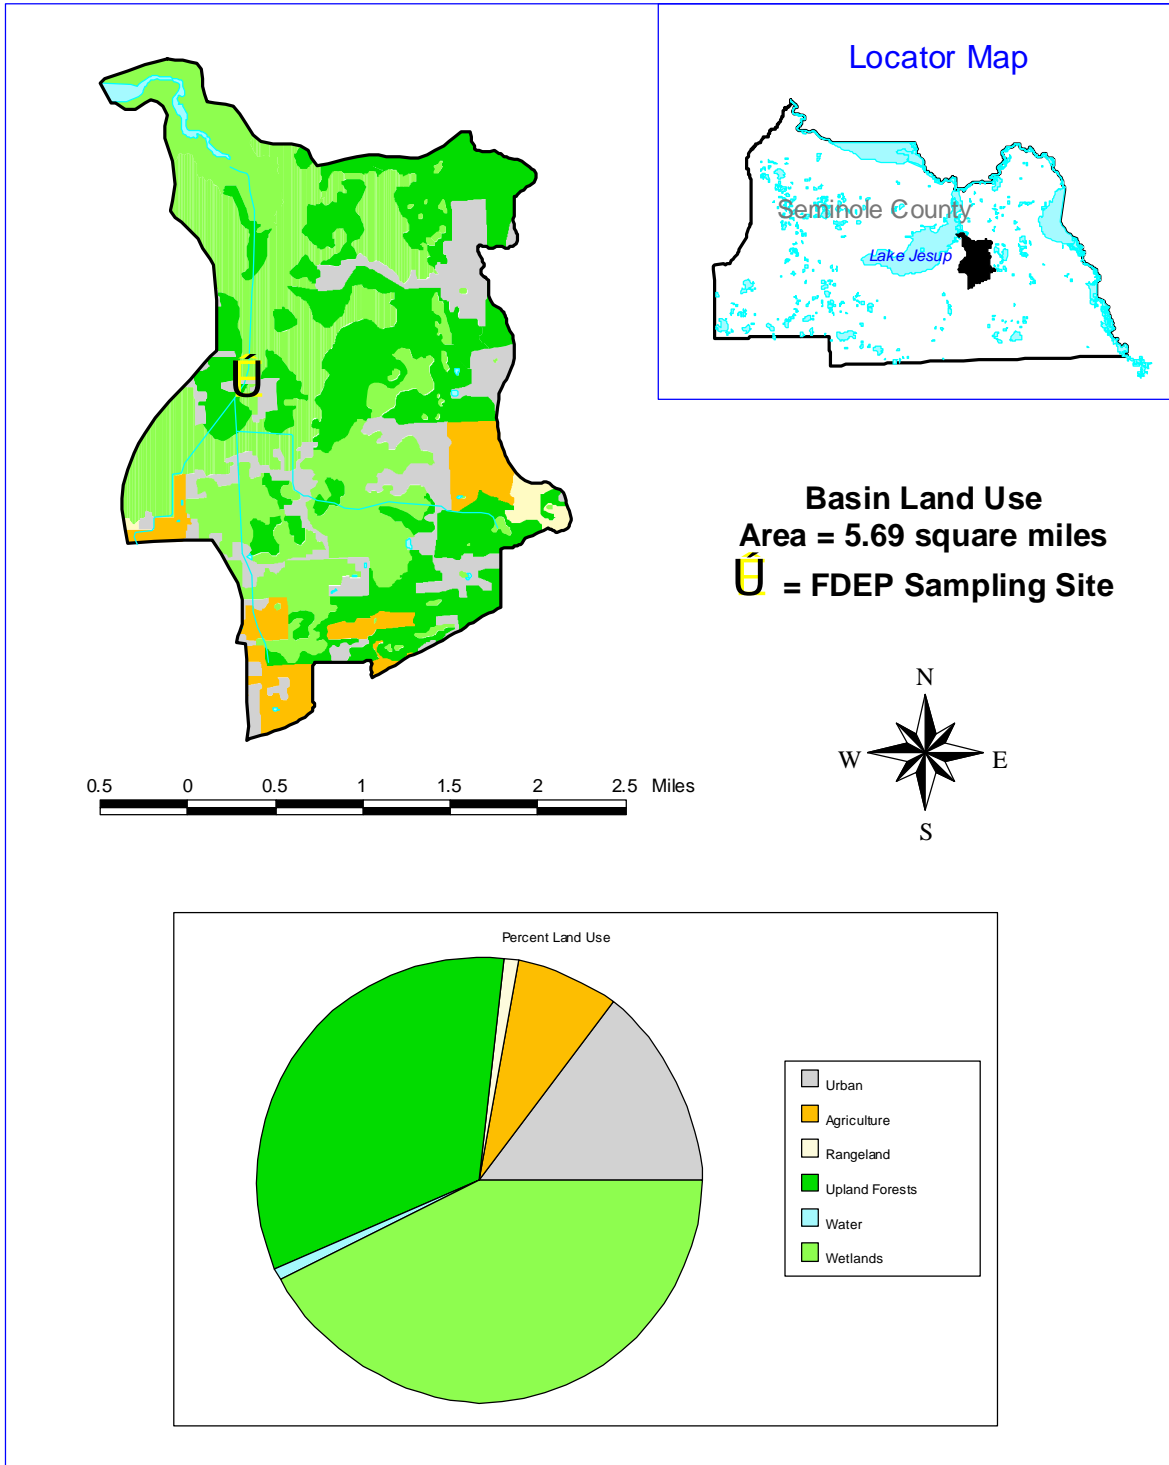 Locator Map
Seminole County
Lake Jesup
Basin Land Use
Area = 5.69 square miles
Ú = FDEP Sampling Site
Ú
N
W E
S
0.5 0 0.5 1 1.5 2 2.5 Miles
Percent Land Use
Urban
Agriculture
Rangeland
Upland Forests
Water
Wetlands